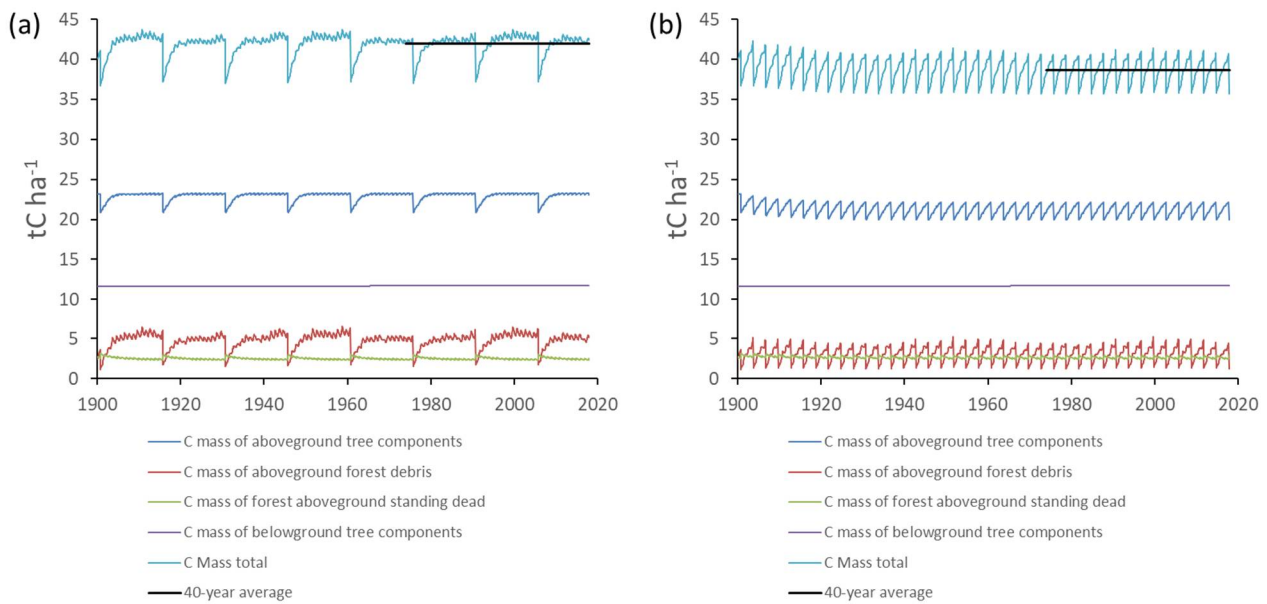 (a)
45
40
35
30
25
20
15
10
5
0
tC ha⁻¹
1900 1920 1940 1960 1980 2000 2020
C mass of aboveground tree components
C mass of aboveground forest debris
C mass of forest aboveground standing dead
C mass of belowground tree components
C Mass total
40-year average
(b)
45
40
35
30
25
20
15
10
5
0
tC ha⁻¹
1900 1920 1940 1960 1980 2000 2020
C mass of aboveground tree components
C mass of aboveground forest debris
C mass of forest aboveground standing dead
C mass of belowground tree components
C Mass total
40-year average